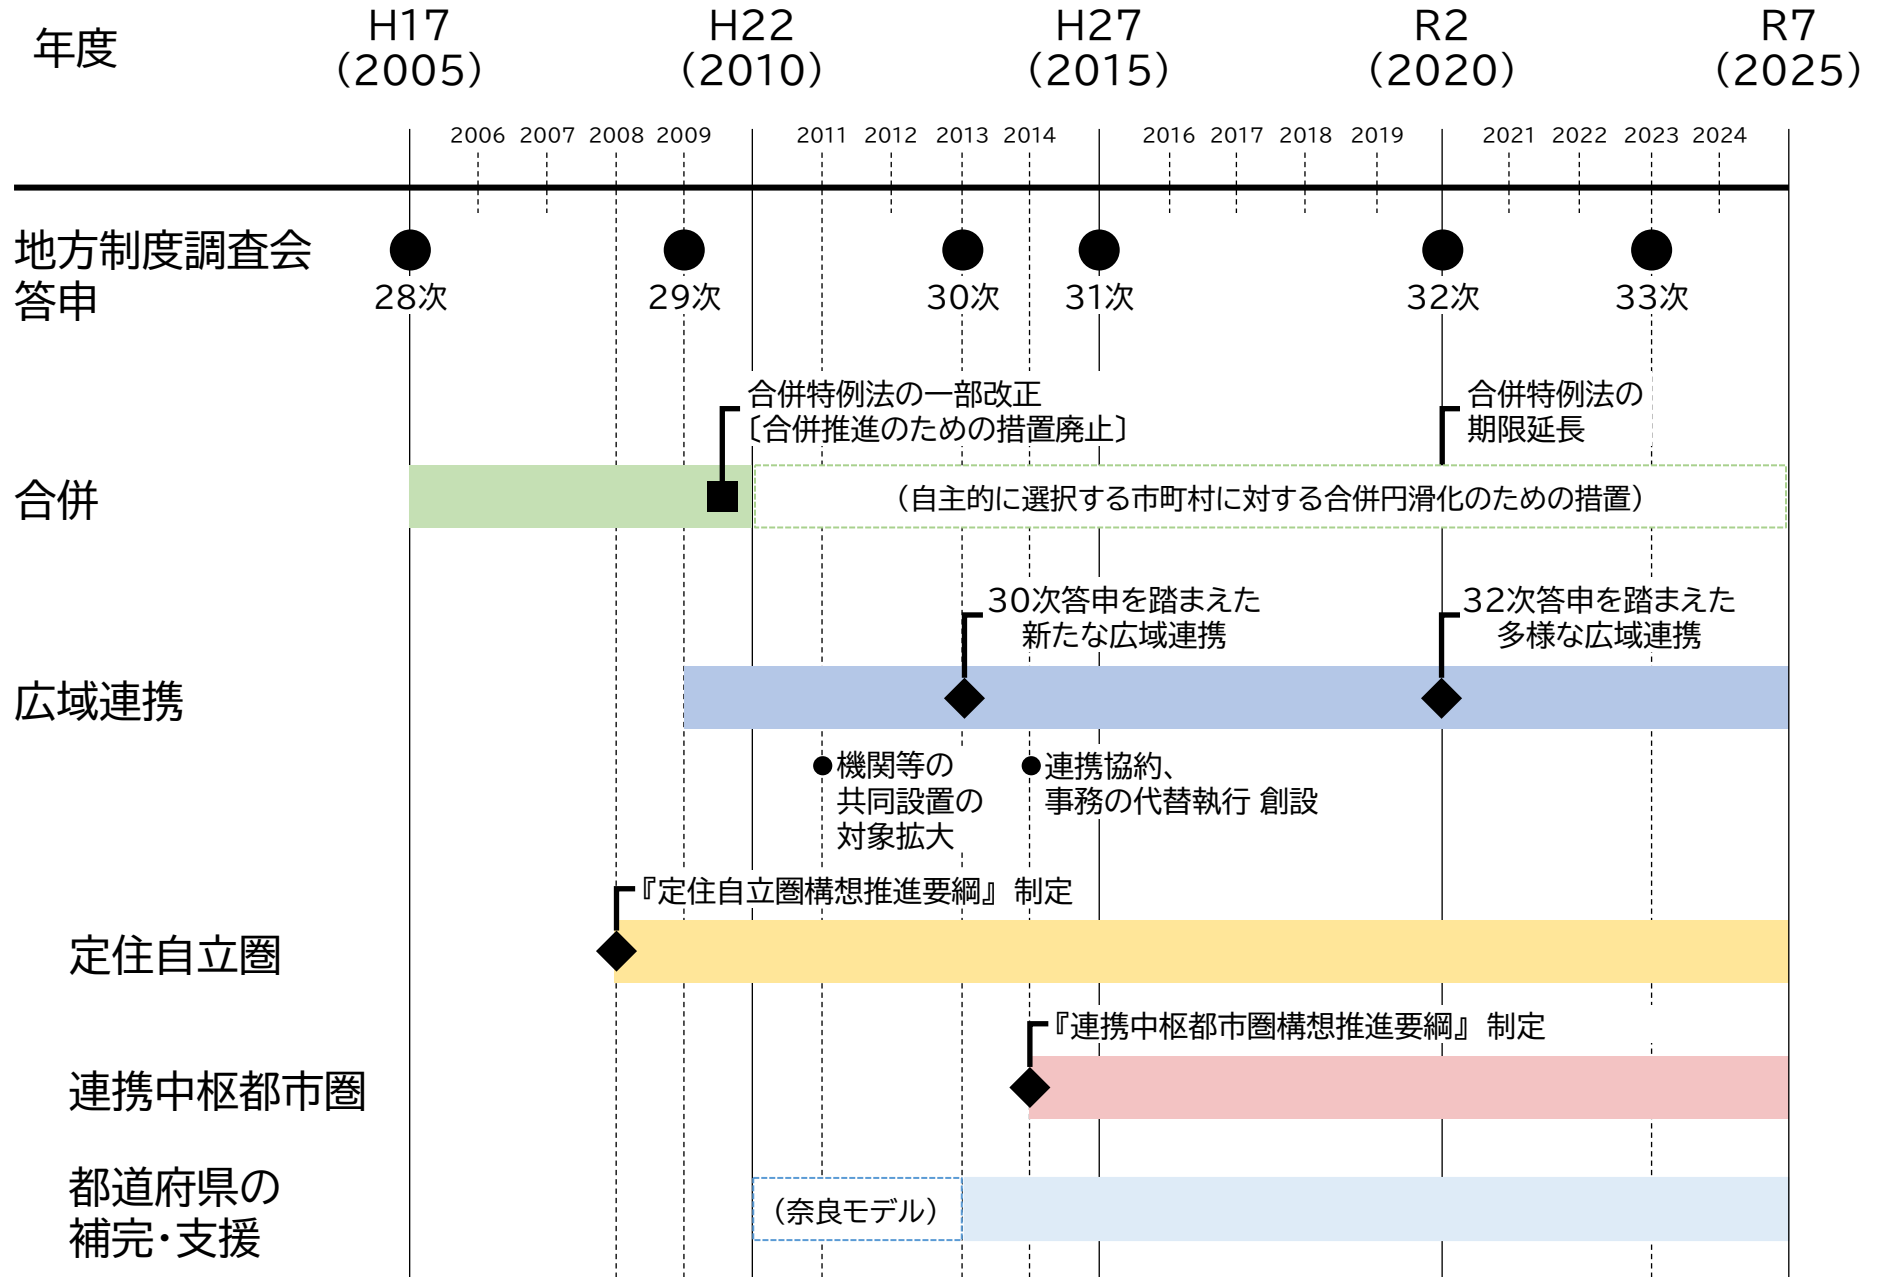 年度
H17
（2005）
H22
（2010）
H27
（2015）
R2
（2020）
R7
（2025）
2006 2007 2008 2009 2011 2012 2013 2014 2016 2017 2018 2019 2021 2022 2023 2024
地方制度調査会
答申
28次 29次 30次 31次 32次 33次
合併特例法の一部改正
〔合併推進のための措置廃止〕
合併特例法の
期限延長
合併
（自主的に選択する市町村に対する合併円滑化のための措置）
30次答申を踏まえた
新たな広域連携
32次答申を踏まえた
多様な広域連携
広域連携
機関等の
共同設置の
対象拡大
連携協約、
事務の代替執行 創設
『定住自立圏構想推進要綱』 制定
定住自立圏
『連携中枢都市圏構想推進要綱』 制定
連携中枢都市圏
都道府県の
補完・支援
（奈良モデル）